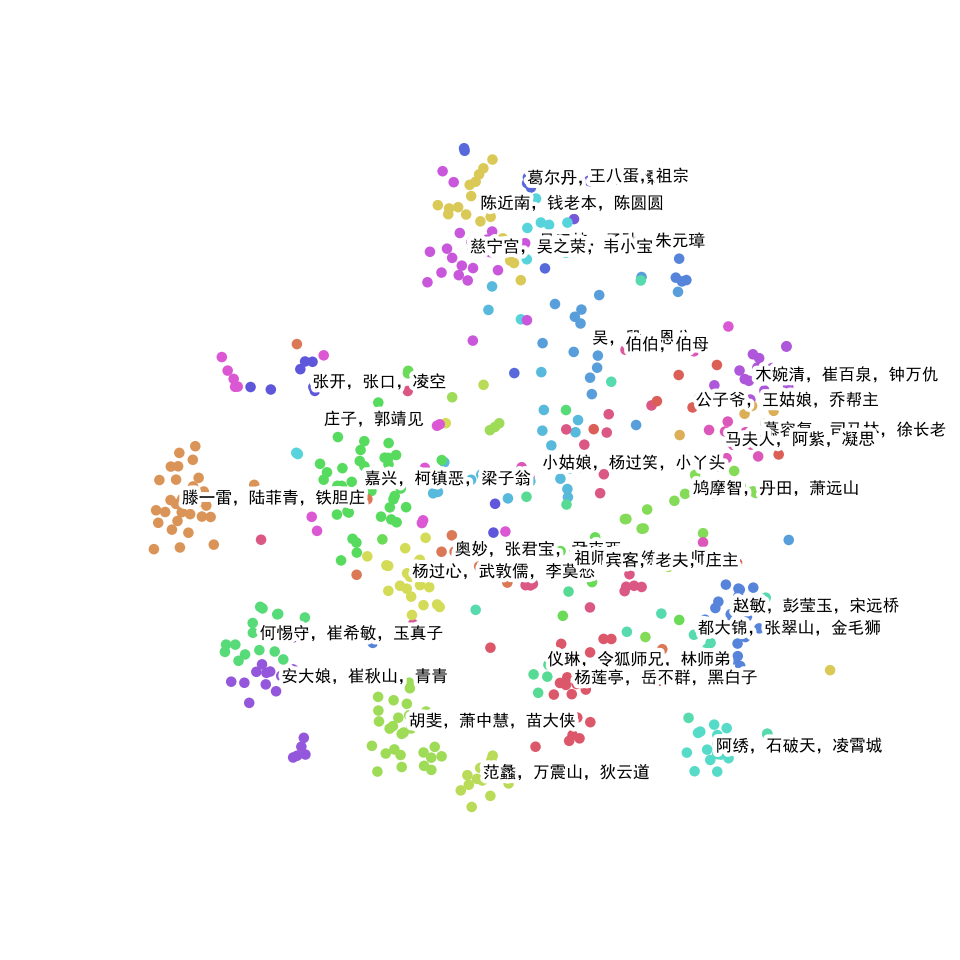 葛尔丹，
王八蛋，
祖宗
陈近南，钱老本，陈圆圆
朱元璋
慈宁宫，吴之荣；韦小宝
吴，
伯伯，伯母
张开，张口，凌空
木婉清，崔百泉，钟万仇
公子爷，王姑娘，乔帮主
庄子，郭靖见
徐长老
马夫人，阿紫，凝思
小姑娘，杨过笑，小丫头
嘉兴，柯镇恶，梁子翁
鸠摩智，丹田，萧远山
滕一雷，陆菲青，铁胆庄
奥妙，张君宝，
祖师
宾客，
老夫，
庄主
杨过心，武敦儒，李莫愁
赵敏，彭莹玉，宋远桥
都大锦，张翠山，金毛狮
何惕守，崔希敏，玉真子
仪琳，令狐师兄，林师弟
安大娘，崔秋山，青青
杨莲亭，岳不群，黑白子
胡斐，萧中慧，苗大侠
阿绣，石破天，凌霄城
范蠡，万震山，狄云道